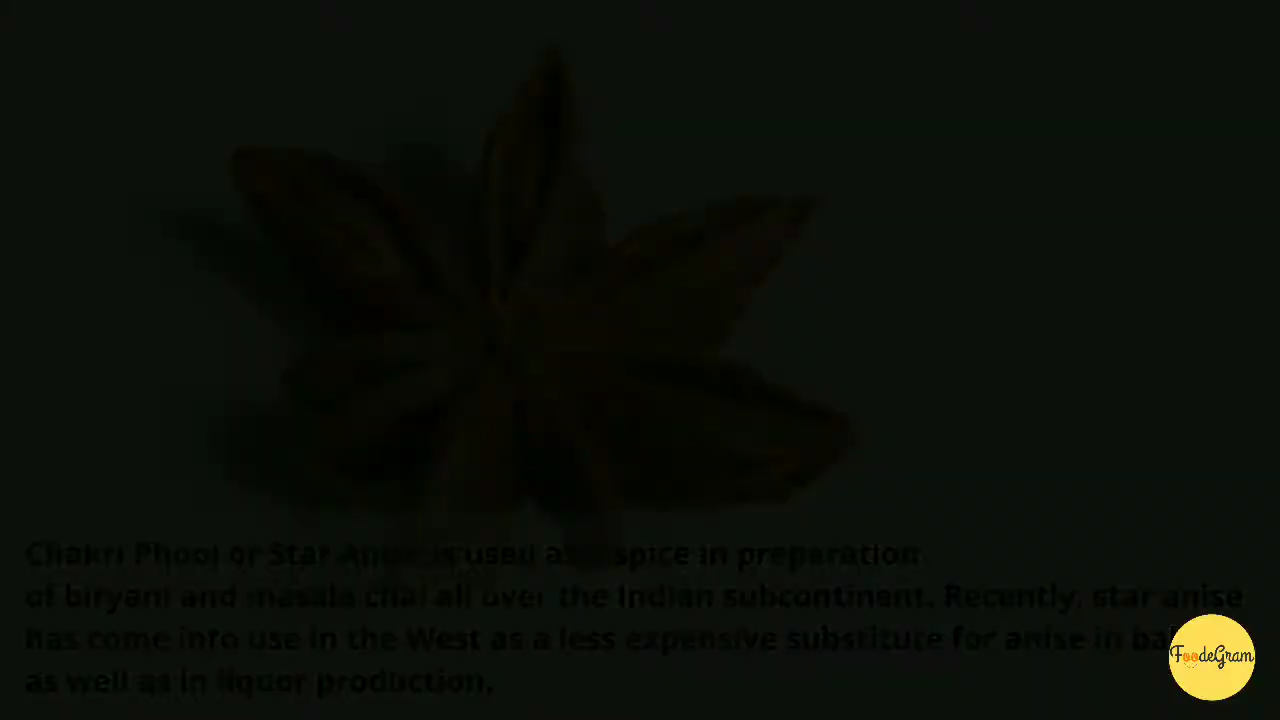 Chakri Phool or Star Anise is used as a spice in preparation
of biryani and masala chai all over the Indian subcontinent. Recently, star anise
has come into use in the West as a less expensive substitute for anise in
as well as in liquor production.
FoodeGram